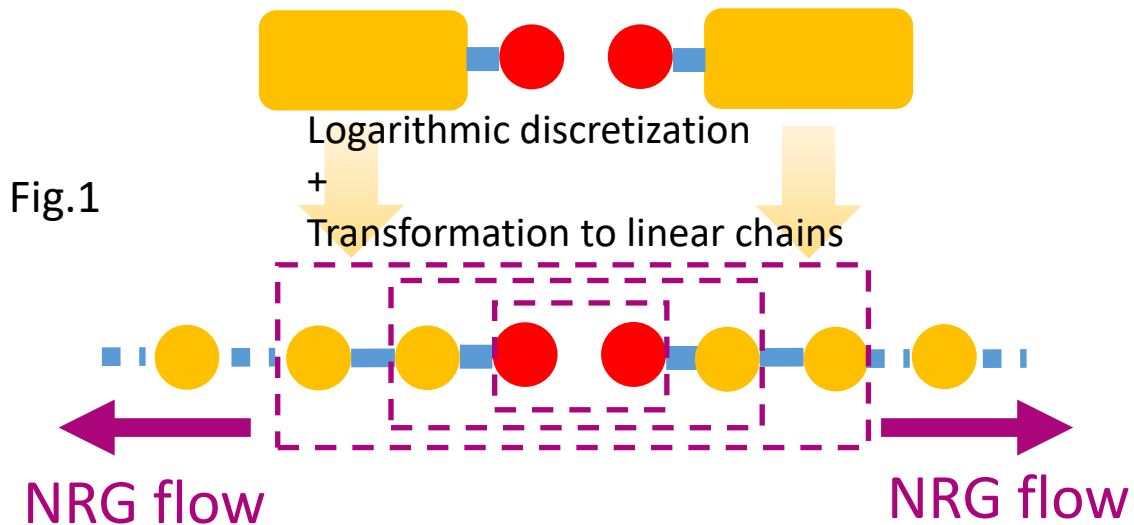 Logarithmic discretization
+
Fig.1
Transformation to linear chains
NRG flow
NRG flow